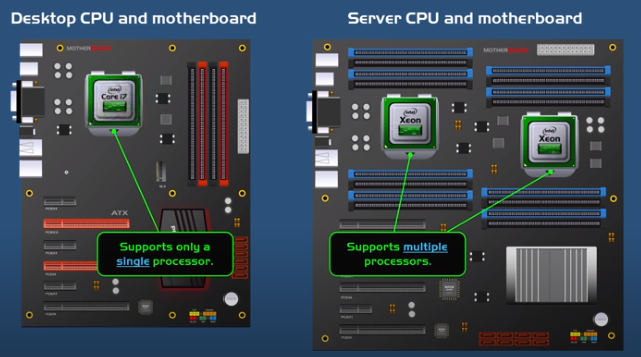 Desktop CPU and motherboard
Server CPU and motherboard
MOTHERBOARD
MOTHERBOARD
intel
Core i7
intel
Xeon
intel
Xeon
ATX
Supports only a
single processor.
Supports multiple
processors.